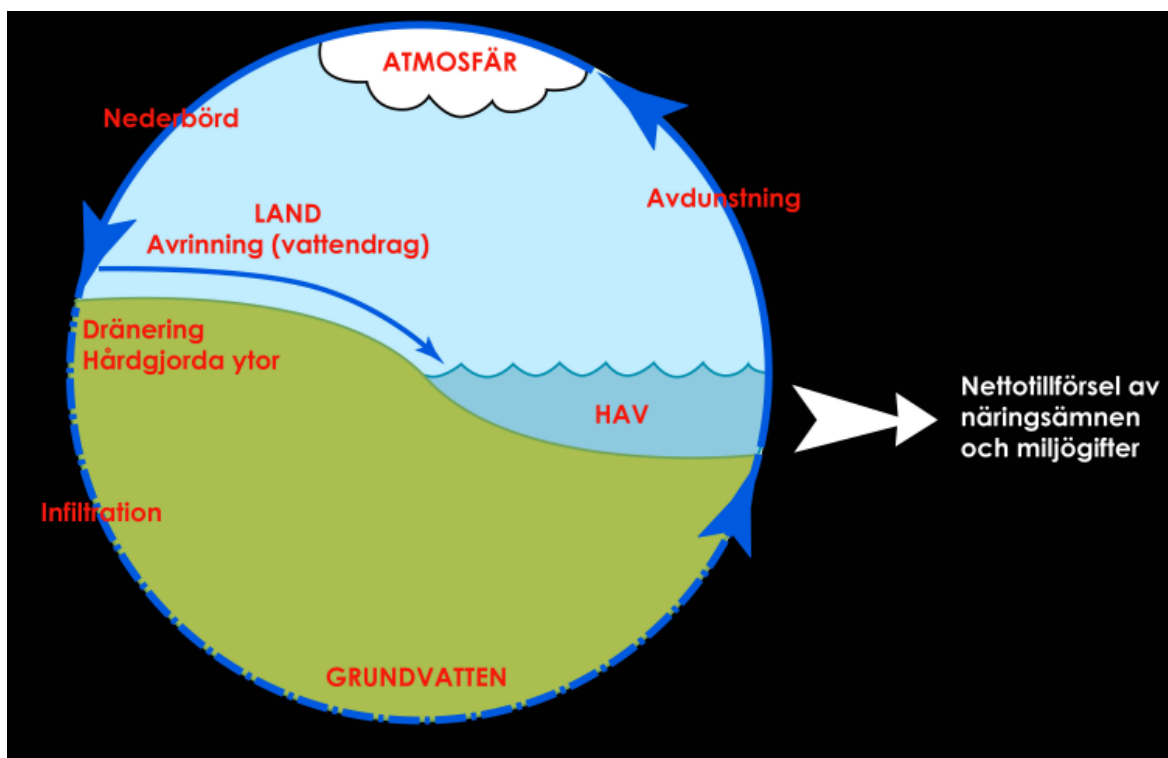 ATMOSFÄR
Nederbörd
Avdunstning
LAND
Avrinning (vattendrag)
Dränering
Hårdgjorda ytor
HAV
Nettotillförsel av
näringsämnen
och miljögifter
Infiltration
GRUNDVATTEN